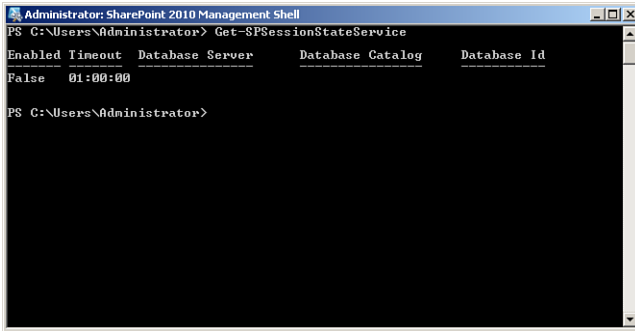 Administrator: SharePoint 2010 Management Shell
PS C:\Users\Administrator> Get-SPSessionStateService
Enabled Timeout Database Server Database Catalog Database Id
------- ------- --------------- ---------------- -----------
False 01:00:00
PS C:\Users\Administrator>